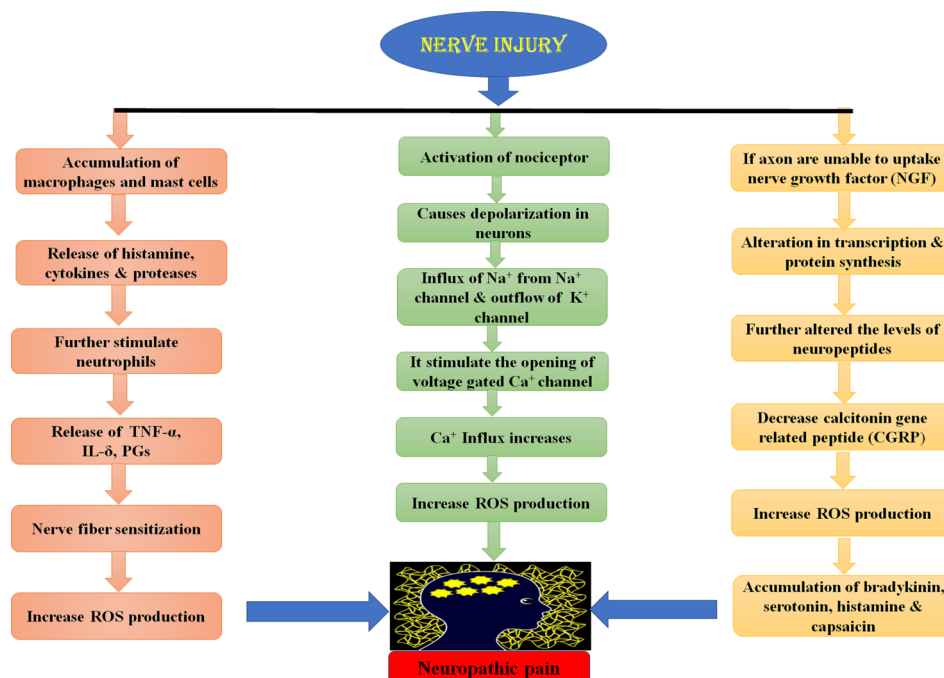 NERVE INJURY
Accumulation of
macrophages and mast cells
Release of histamine,
cytokines & proteases
Further stimulate
neutrophils
Release of TNF-α,
IL-δ, PGs
Nerve fiber sensitization
Increase ROS production
Activation of nociceptor
Causes depolarization in
neurons
Influx of Na⁺ from Na⁺
channel & outflow of K⁺
channel
It stimulate the opening of
voltage gated Ca⁺ channel
Ca⁺ Influx increases
Increase ROS production
If axon are unable to uptake
nerve growth factor (NGF)
Alteration in transcription &
protein synthesis
Further altered the levels of
neuropeptides
Decrease calcitonin gene
related peptide (CGRP)
Increase ROS production
Accumulation of bradykinin,
serotonin, histamine &
capsaicin
Neuropathic pain